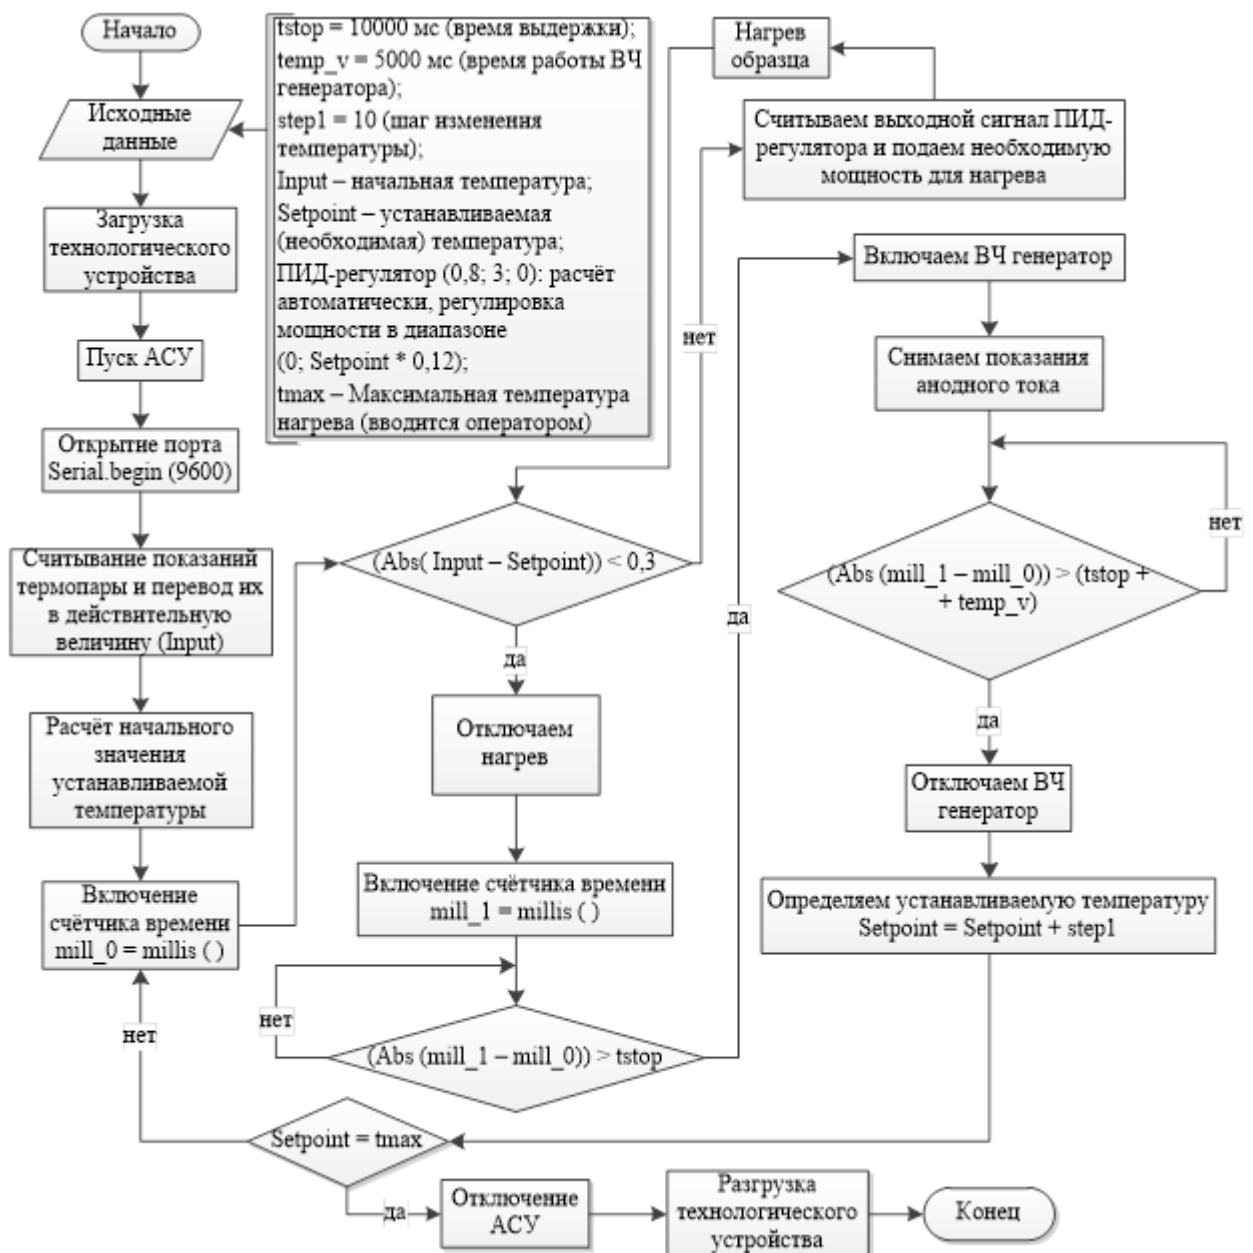 Начало
Исходные
данные
tstop = 10000 мс (время выдержки);
temp_v = 5000 мс (время работы ВЧ
генератора);
step1 = 10 (шаг изменения
температуры);
Input – начальная температура;
Setpoint – устанавливаемая
(необходимая) температура;
ПИД-регулятор (0,8; 3; 0): расчёт
автоматически, регулировка
мощности в диапазоне
(0; Setpoint * 0,12);
tmax – Максимальная температура
нагрева (вводится оператором)
Загрузка
технологического
устройства
Пуск АСУ
Открытие порта
Serial.begin (9600)
Считывание показаний
термопары и перевод их
в действительную
величину (Input)
Расчёт начального
значения
устанавливаемой
температуры
Включение
счётчика времени
mill_0 = millis ( )
(Abs( Input – Setpoint)) < 0,3
нет
Считываем выходной сигнал ПИД-
регулятора и подаем необходимую
мощность для нагрева
Нагрев
образца
да
Отключаем
нагрев
Включение счётчика времени
mill_1 = millis ( )
нет
(Abs (mill_1 – mill_0)) > tstop
да
Включаем ВЧ генератор
Снимаем показания
анодного тока
нет
(Abs (mill_1 – mill_0)) > (tstop +
+ temp_v)
да
Отключаем ВЧ
генератор
Определяем устанавливаемую температуру
Setpoint = Setpoint + step1
Setpoint = tmax
нет
да
Отключение
АСУ
Разгрузка
технологического
устройства
Конец